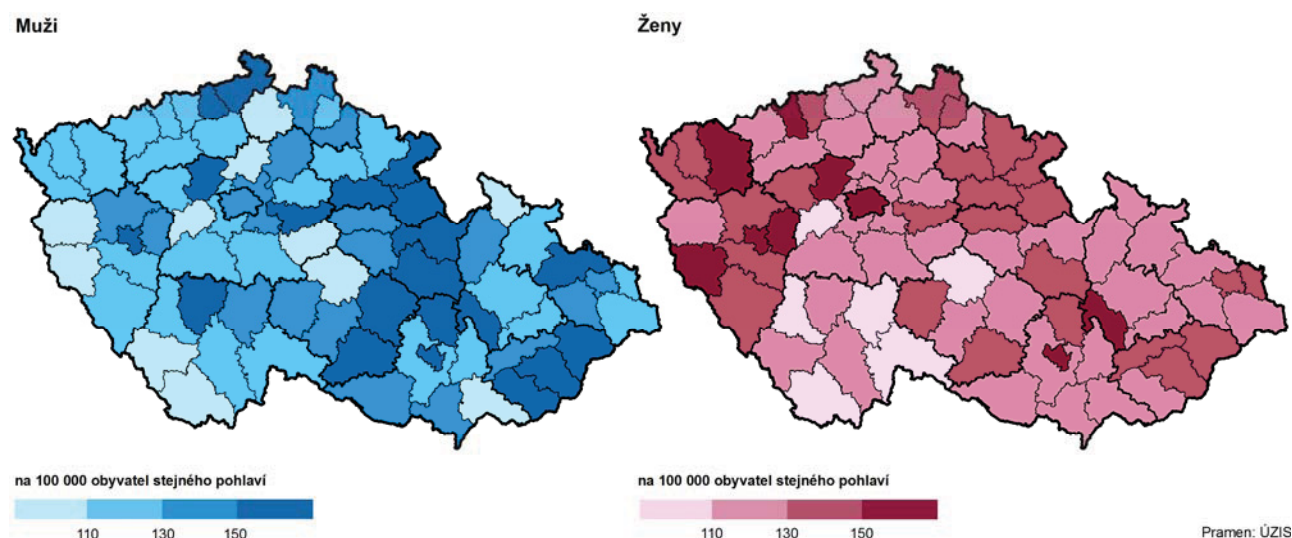 Muži
Ženy
na 100 000 obyvatel stejného pohlaví
110 130 150
na 100 000 obyvatel stejného pohlaví
110 130 150
Pramen: ÚZIS